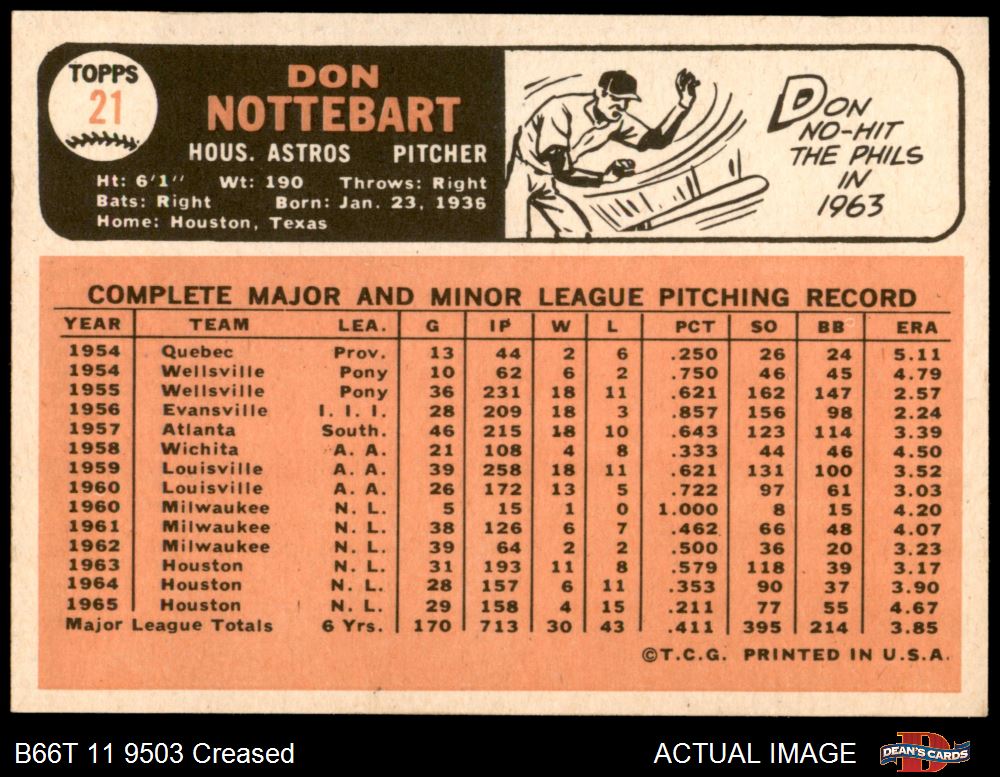 TOPPS
21
DON
NOTTEBART
HOUS. ASTROS PITCHER
Ht: 6'1" Wt: 190 Throws: Right
Bats: Right Born: Jan. 23, 1936
Home: Houston, Texas
DON
NO-HIT
THE PHILS
IN
1963
COMPLETE MAJOR AND MINOR LEAGUE PITCHING RECORD
YEAR TEAM LEA. G IP W L PCT SO BB ERA
1954 Quebec Prov. 13 44 2 6 .250 26 24 5.11
1954 Wellsville Pony 10 62 6 2 .750 46 45 4.79
1955 Wellsville Pony 36 231 18 11 .621 162 147 2.57
1956 Evansville I. I. I. 28 209 18 3 .857 156 98 2.24
1957 Atlanta South. 46 215 18 10 .643 123 114 3.39
1958 Wichita A. A. 21 108 4 8 .333 44 46 4.50
1959 Louisville A. A. 39 258 18 11 .621 131 100 3.52
1960 Louisville A. A. 26 172 13 5 .722 97 61 3.03
1960 Milwaukee N. L. 5 15 1 0 1.000 8 15 4.20
1961 Milwaukee N. L. 38 126 6 7 .462 66 48 4.07
1962 Milwaukee N. L. 39 64 2 2 .500 36 20 3.23
1963 Houston N. L. 31 193 11 8 .579 118 39 3.17
1964 Houston N. L. 28 157 6 11 .353 90 37 3.90
1965 Houston N. L. 29 158 4 15 .211 77 55 4.67
Major League Totals 6 Yrs. 170 713 30 43 .411 395 214 3.85
©T.C.G. PRINTED IN U.S.A.
B66T 11 9503 Creased ACTUAL IMAGE DEAN'S CARDS